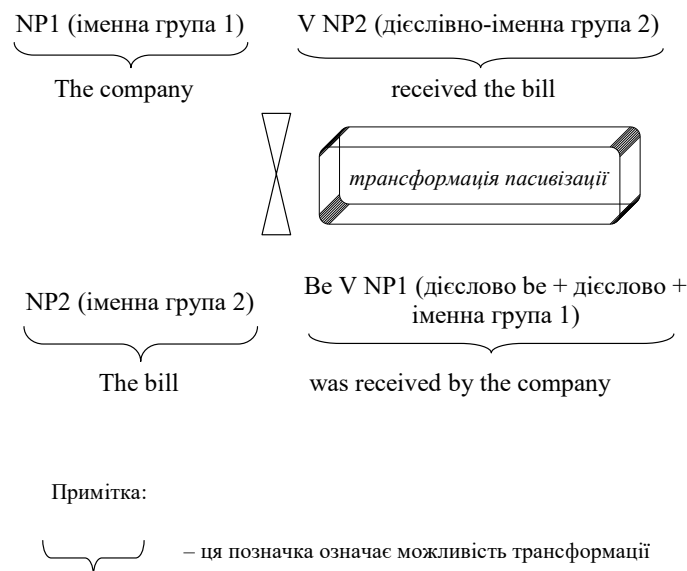 NP1 (іменна група 1) V NP2 (дієслівно-іменна група 2)
The company received the bill
трансформація пасивізації
NP2 (іменна група 2) Be V NP1 (дієслово be + дієслово +
іменна група 1)
The bill was received by the company
Примітка:
– ця позначка означає можливість трансформації